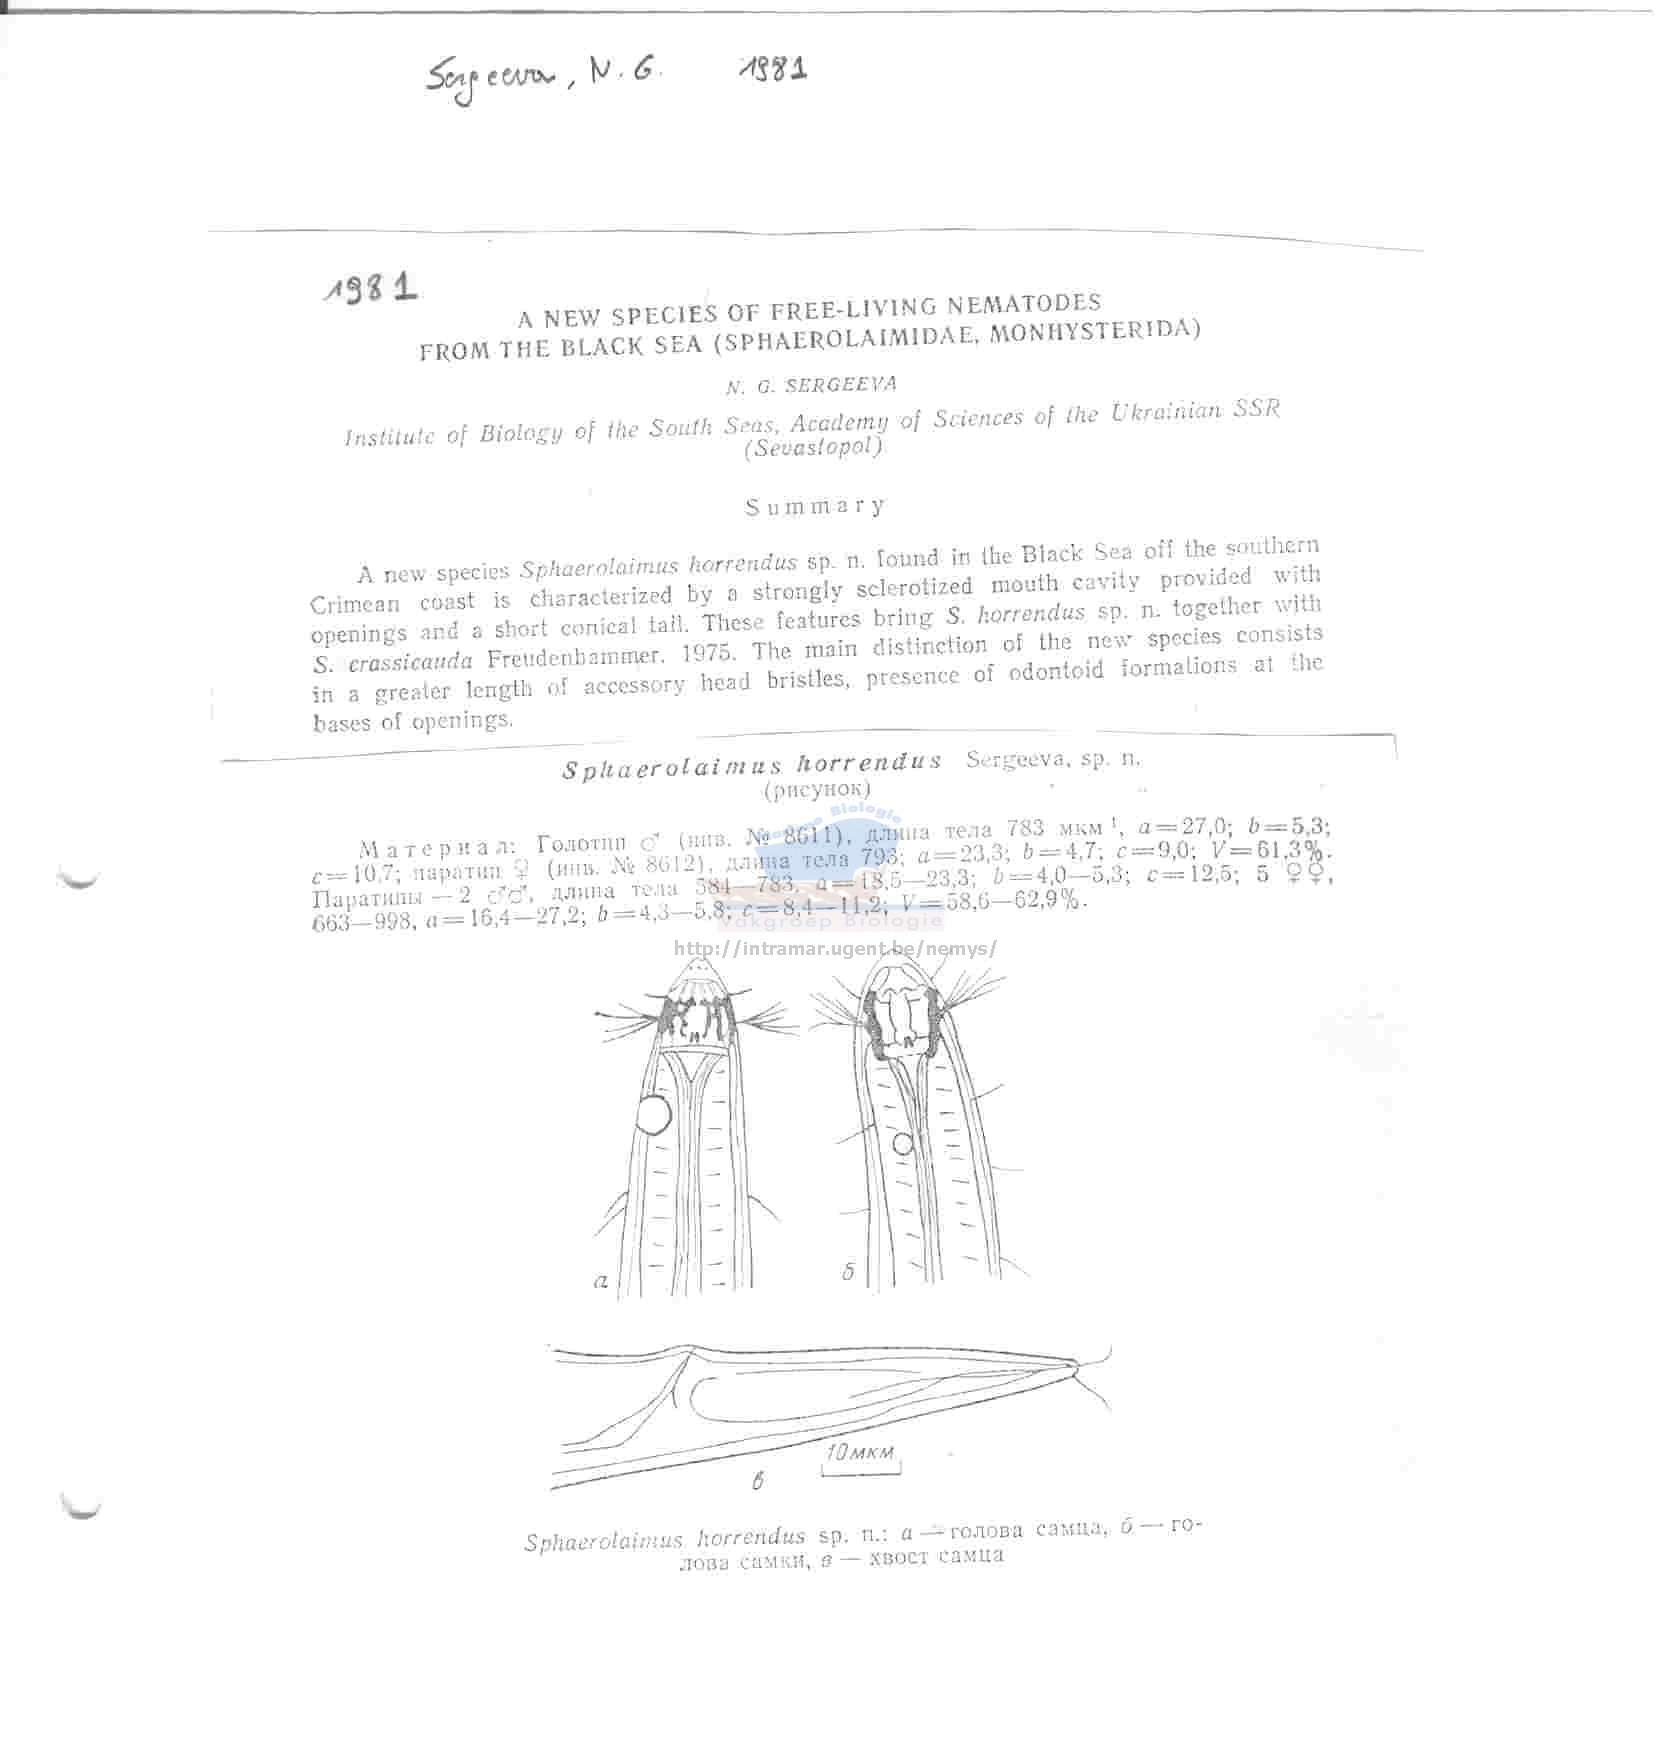 Sergeeva, N. G. 1981
1981
A NEW SPECIES OF FREE-LIVING NEMATODES
FROM THE BLACK SEA (SPHAEROLAIMIDAE, MONHYSTERIDA)
N. G. SERGEEVA
Institute of Biology of the South Seas, Academy of Sciences of the Ukrainian SSR
(Sevastopol)
Summary
A new species Sphaerolaimus horrendus sp. n. found in the Black Sea off the southern
Crimean coast is characterized by a strongly sclerotized mouth cavity provided with
openings and a short conical tail. These features bring S. horrendus sp. n. together with
S. crassicauda Freudenhammer, 1975. The main distinction of the new species consists
in a greater length of accessory head bristles, presence of odontoid formations at the
bases of openings.
Sphaerolaimus horrendus Sergeeva, sp. n.
(рисунок)
Материал: Голотип ♂ (инв. № 8611), длина тела 783 мкм¹, a=27,0; b=5,3;
c=10,7; паратип ♀ (инв. № 8612), длина тела 793; a=23,3; b=4,7; c=9,0; V=61,3%.
Паратипы — 2 ♂♂, длина тела 584—783, a=18,5—23,3; b=4,0—5,3; c=12,5; 5 ♀♀,
663—998, a=16,4—27,2; b=4,3—5,8; c=8,4—11,2; V=58,6—62,9%.
Biologie
Vakgroep Biologie
http://intramar.ugent.be/nemys/
а
б
10 мкм
в
Sphaerolaimus horrendus sp. n.: а — голова самца, б — го-
лова самки, в — хвост самца